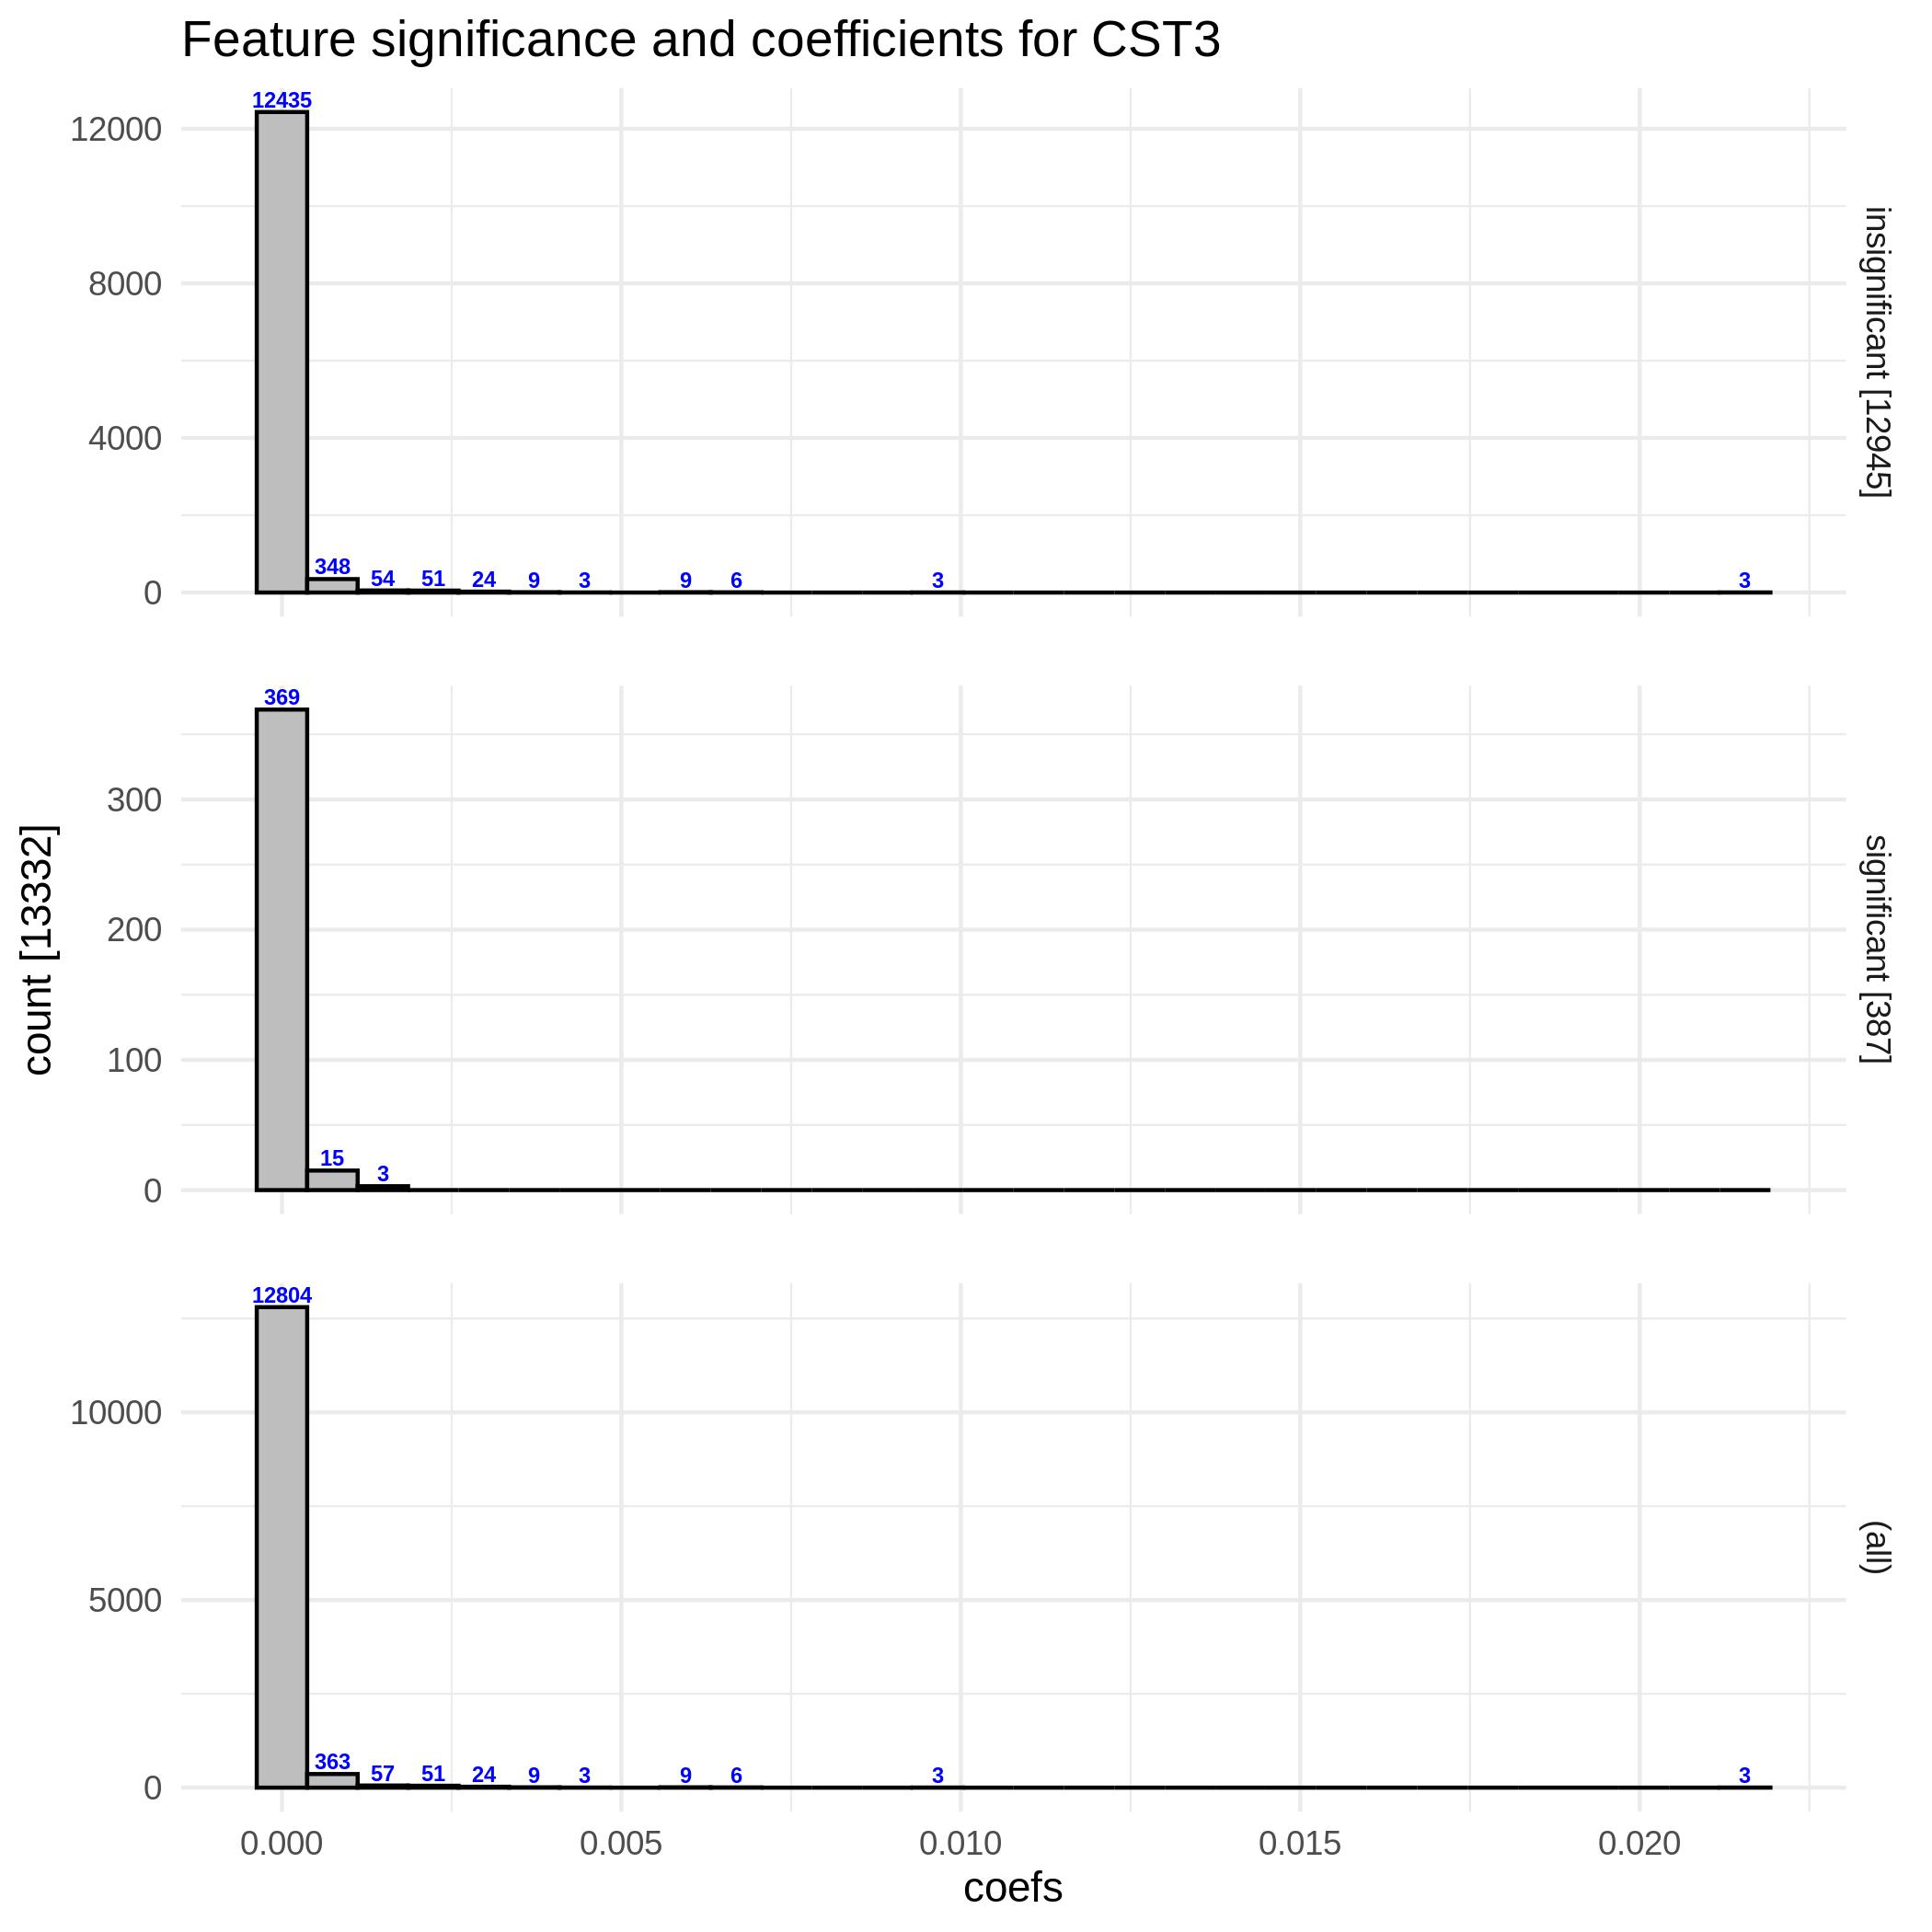 Feature significance and coefficients for CST3
12435
12000
8000
4000
0
348 54 51 24 9 3 9 6 3 3
insignificant [12945]
369
300
200
100
0
15 3
significant [387]
count [13332]
12804
10000
5000
0
363 57 51 24 9 3 9 6 3 3
(all)
0.000 0.005 0.010 0.015 0.020
coefs